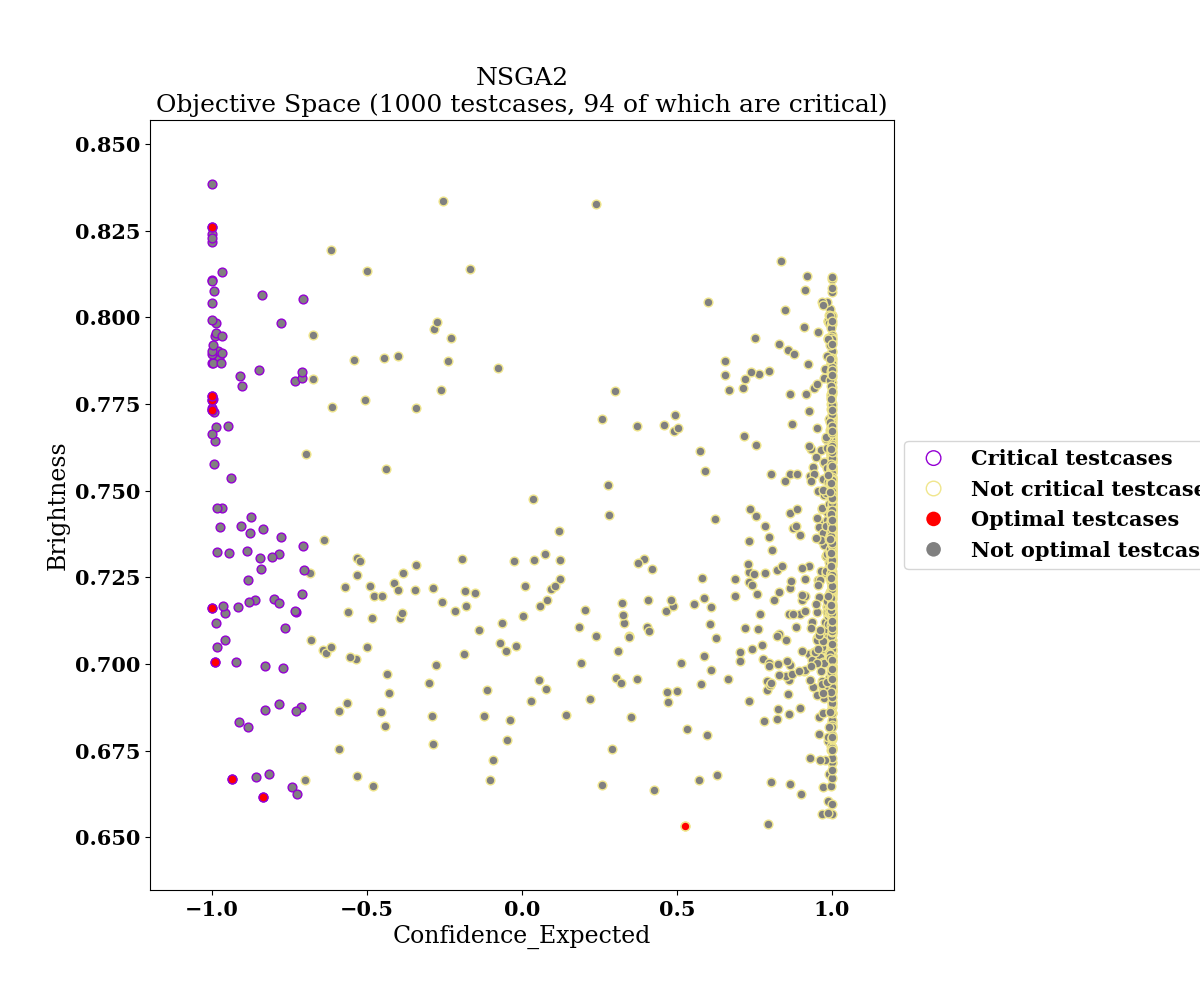 NSGA2
Objective Space (1000 testcases, 94 of which are critical)
0.850
0.825
0.800
0.775
0.750
0.725
0.700
0.675
0.650
Brightness
−1.0 −0.5 0.0 0.5 1.0
Confidence_Expected
Critical testcases
Not critical testcase
Optimal testcases
Not optimal testcas